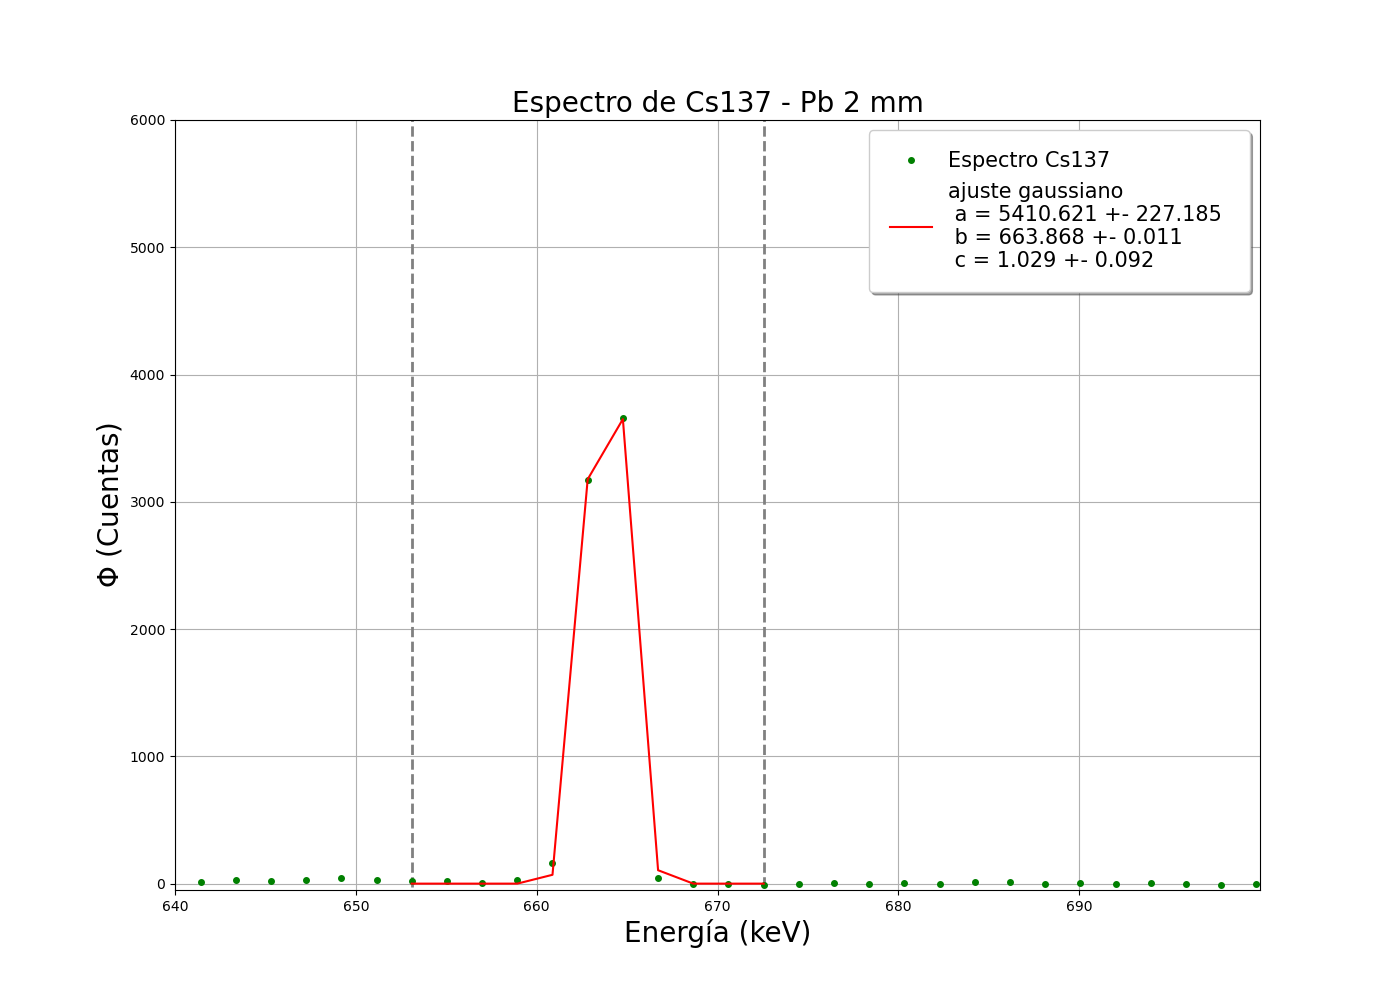 Espectro de Cs137 - Pb 2 mm
6000
5000
4000
3000
2000
1000
0
Φ (Cuentas)
Espectro Cs137
ajuste gaussiano
a = 5410.621 +- 227.185
b = 663.868 +- 0.011
c = 1.029 +- 0.092
640 650 660 670 680 690
Energía (keV)